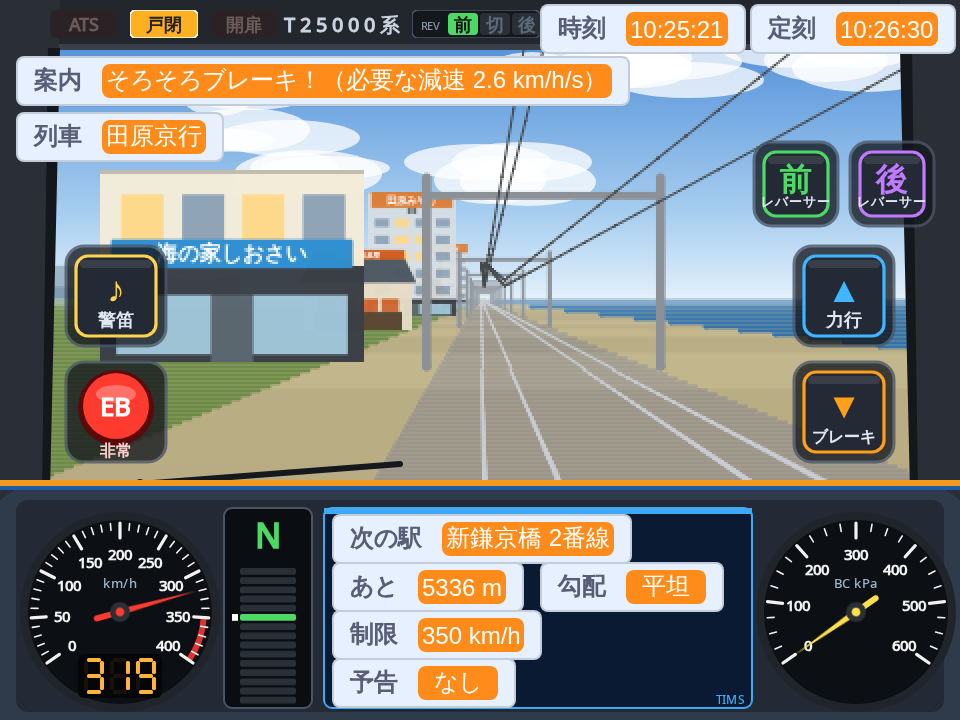 ATS 戸閉 開扉 T25000系 REV 前 切 後 時刻 10:25:21 定刻 10:26:30
案内 そろそろブレーキ！（必要な減速 2.6 km/h/s）
列車 田原京行
前 レバーサー
後 レバーサー
海の家しおさい
♪ 警笛
▲ 力行
EB 非常
▼ ブレーキ
0 50 100 150 200 250 300 350 400 km/h
319
N
次の駅 新鎌京橋 2番線
あと 5336 m 勾配 平坦
制限 350 km/h
予告 なし
TIMS
0 100 200 300 400 500 600 BC kPa